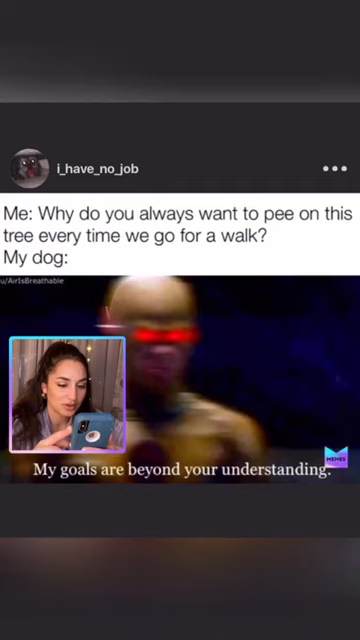 i_have_no_job
Me: Why do you always want to pee on this
tree every time we go for a walk?
My dog:
u/AirIsBreathable
My goals are beyond your understanding.
MEMES